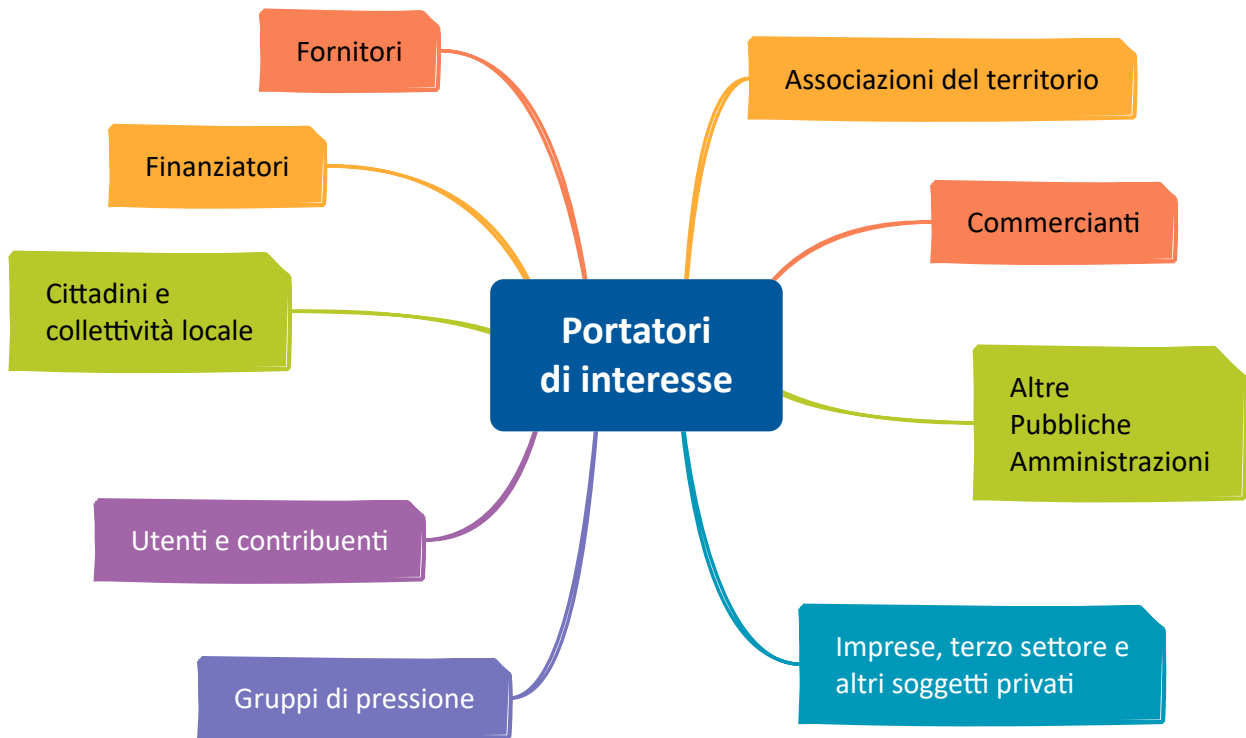 Fornitori
Associazioni del territorio
Finanziatori
Commercianti
Cittadini e
collettività locale
Portatori
di interesse
Altre
Pubbliche
Amministrazioni
Utenti e contribuenti
Imprese, terzo settore e
altri soggetti privati
Gruppi di pressione